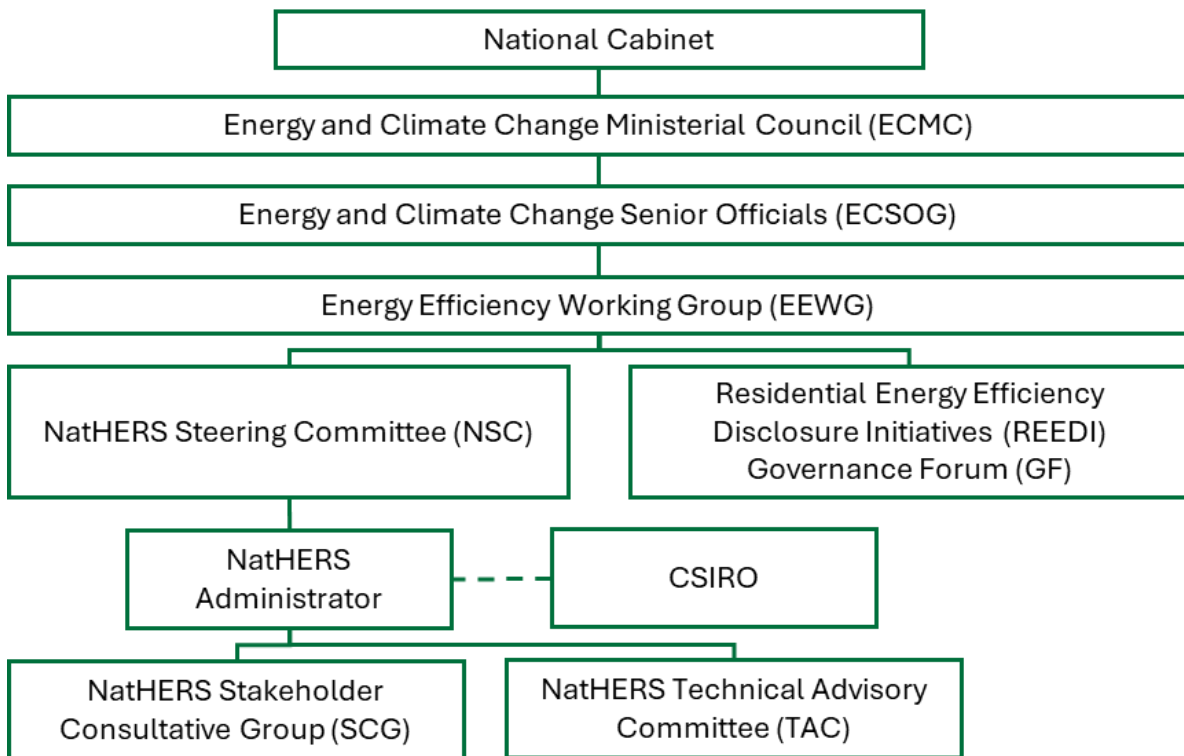 National Cabinet
Energy and Climate Change Ministerial Council (ECMC)
Energy and Climate Change Senior Officials (ECSOG)
Energy Efficiency Working Group (EEWG)
NatHERS Steering Committee (NSC)
Residential Energy Efficiency
Disclosure Initiatives (REEDI)
Governance Forum (GF)
NatHERS
Administrator
CSIRO
NatHERS Stakeholder
Consultative Group (SCG)
NatHERS Technical Advisory
Committee (TAC)